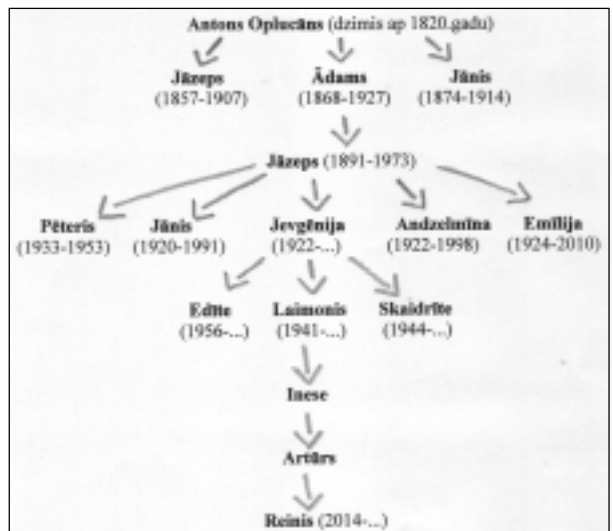 Antons Oplucāns (dzimis ap 1820.gadu)
Jāzeps Ādams Jānis
(1857-1907) (1868-1927) (1874-1914)
Jāzeps (1891-1973)
Pēteris Jānis Jevgēnija Andzelmīna Emīlija
(1933-1953) (1920-1991) (1922-...) (1922-1998) (1924-2010)
Edīte Laimonis Skaidrīte
(1956-...) (1941-...) (1944-...)
Inese
Artūrs
Reinis (2014-...)